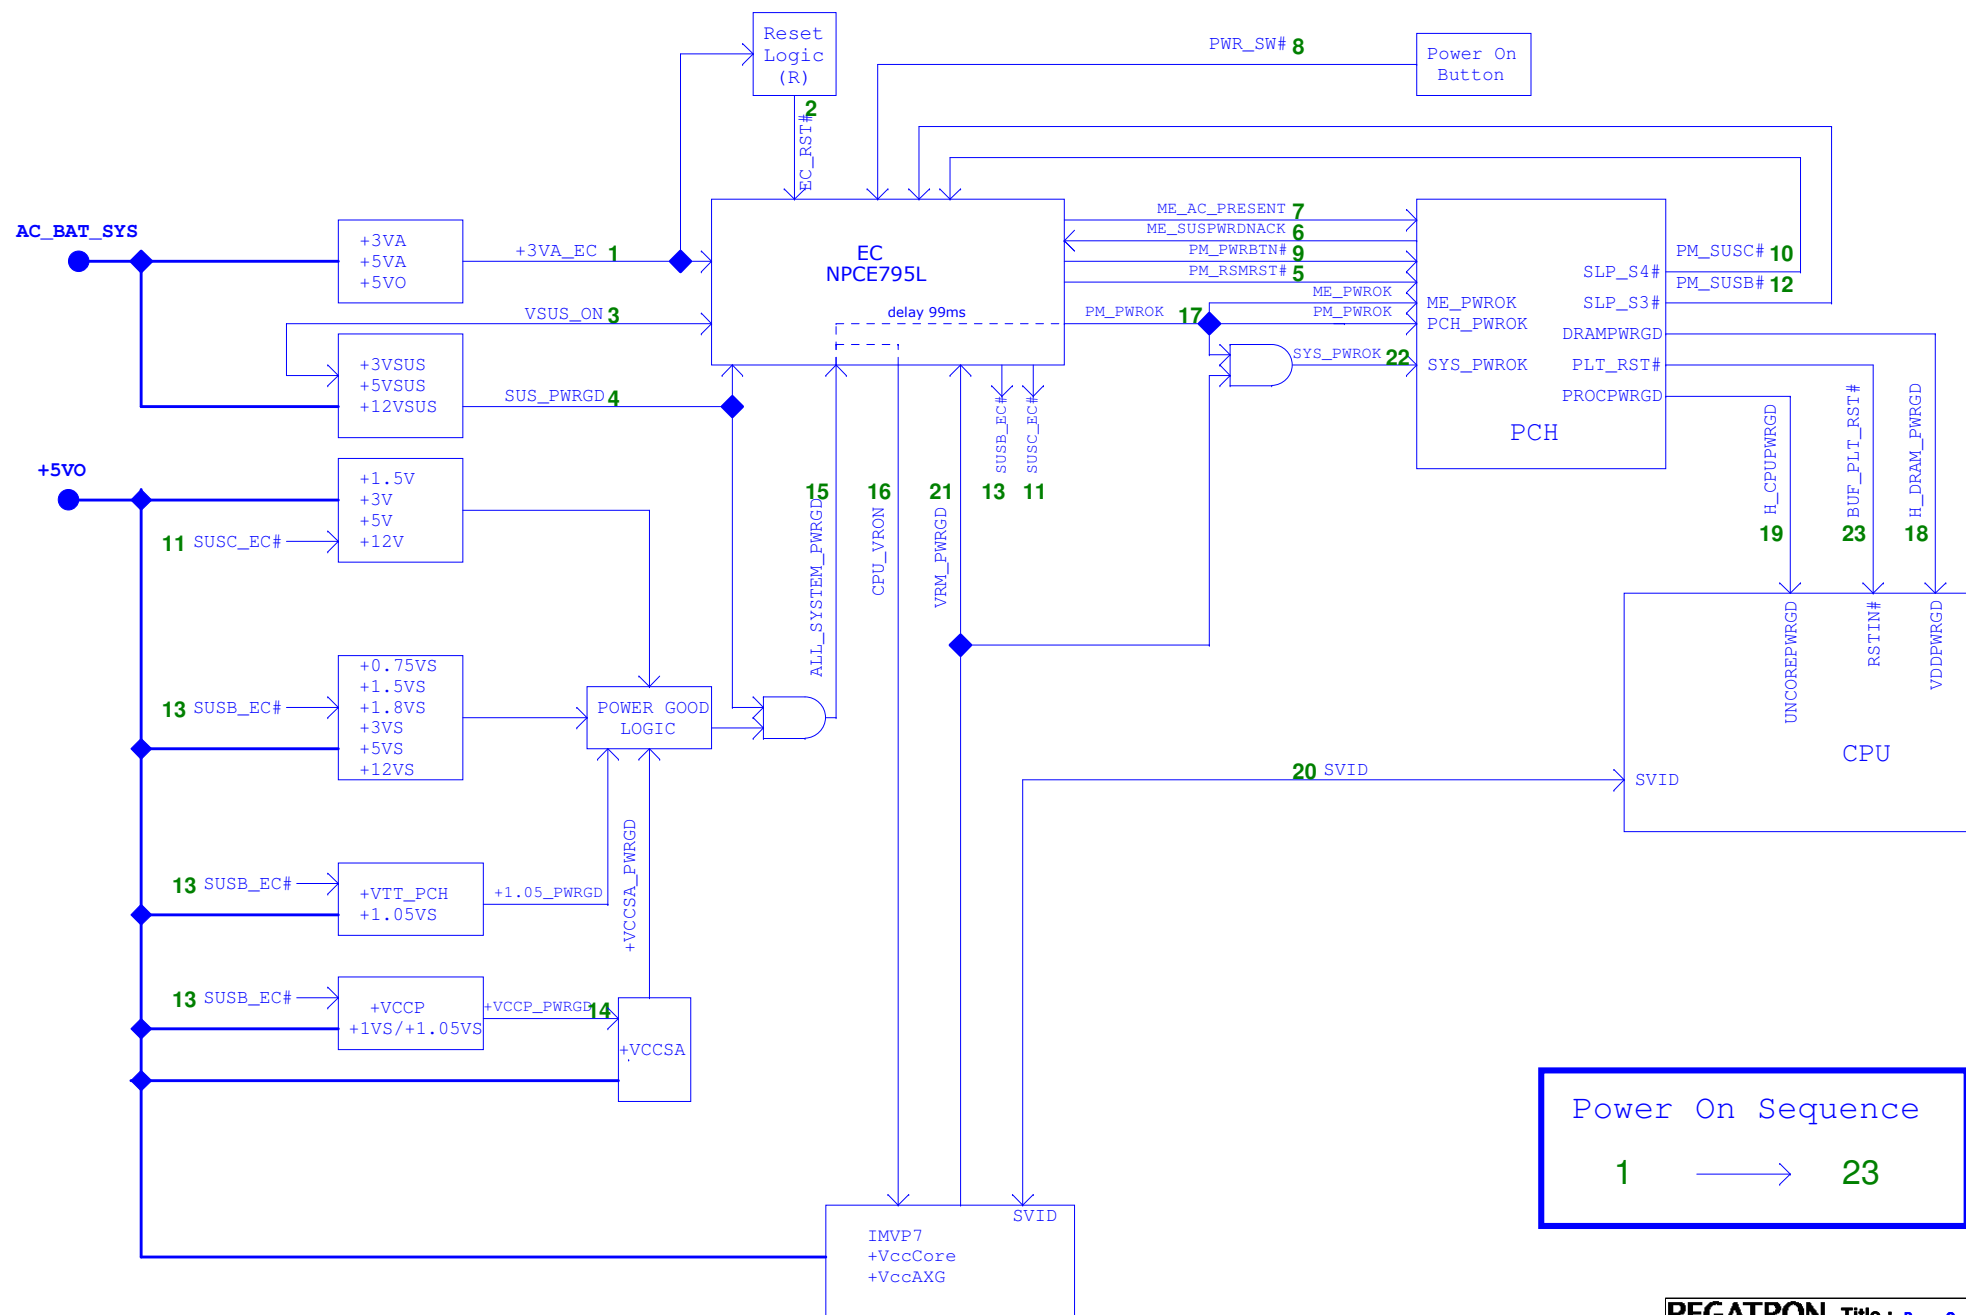 Reset
Logic
(R)
2
EC_RST#
PWR_SW# 8
Power On
Button
AC_BAT_SYS
+3VA
+5VA
+5VO
+3VA_EC 1
EC
NPCE795L
delay 99ms
VSUS_ON 3
+3VSUS
+5VSUS
+12VSUS
SUS_PWRGD 4
ME_AC_PRESENT 7
ME_SUSPWRDNACK 6
PM_PWRBTN# 9
PM_RSMRST# 5
ME_PWROK
PM_PWROK 17
PM_PWROK
SYS_PWROK 22
ME_PWROK
PCH_PWROK
SYS_PWROK
SLP_S4#
SLP_S3#
DRAMPWRGD
PLT_RST#
PROCPWRGD
PCH
PM_SUSC# 10
PM_SUSB# 12
+5VO
+1.5V
+3V
+5V
+12V
11 SUSC_EC#
15
ALL_SYSTEM_PWRGD
16
CPU_VRON
21
VRM_PWRGD
SUSB_EC#
13
SUSC_EC#
11
H_CPUPWRGD
19
BUF_PLT_RST#
23
H_DRAM_PWRGD
18
UNCOREPWRGD
RSTIN#
VDDPWRGD
CPU
SVID
20 SVID
13 SUSB_EC#
+0.75VS
+1.5VS
+1.8VS
+3VS
+5VS
+12VS
POWER GOOD
LOGIC
13 SUSB_EC#
+VTT_PCH
+1.05VS
+1.05_PWRGD
+VCCSA_PWRGD
13 SUSB_EC#
+VCCP
+1VS/+1.05VS
+VCCP_PWRGD 14
+VCCSA
SVID
IMVP7
+VccCore
+VccAXG
Power On Sequence
1 23
PEGATRON Title :